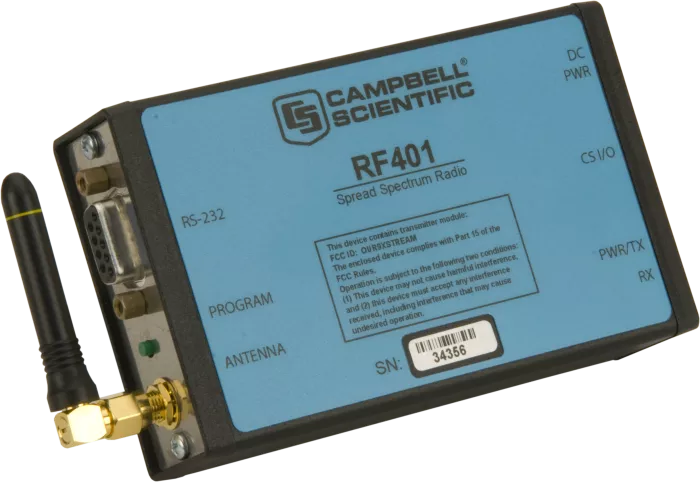 CAMPBELL®
SCIENTIFIC
DC
PWR
RF401
Spread Spectrum Radio
CS I/O
RS-232
This device contains transmitter module:
FCC ID: OVR9XSTREAM
The enclosed device complies with Part 15 of the
FCC Rules.
Operation is subject to the following two conditions:
(1) This device may not cause harmful interference,
and (2) this device must accept any interference
received, including interference that may cause
undesired operation.
PWR/TX
RX
PROGRAM
ANTENNA
SN:
34356